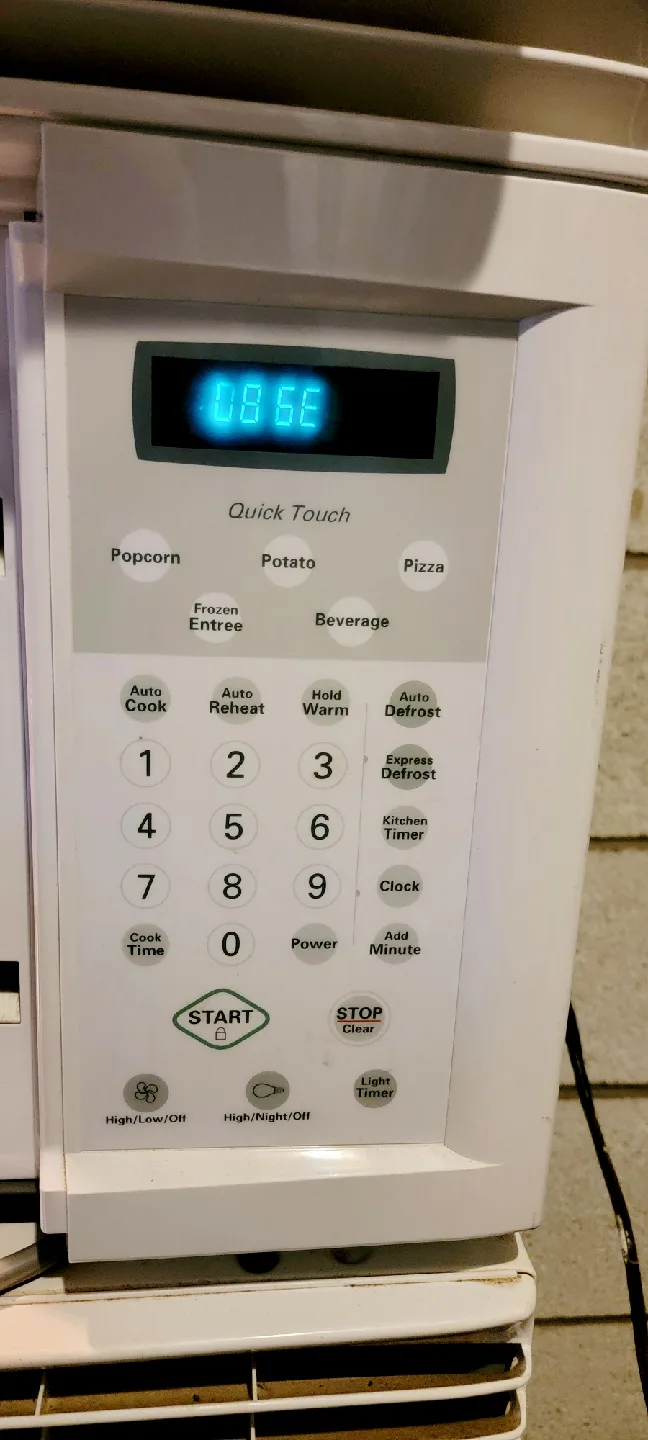 Quick Touch
Popcorn Potato Pizza
Frozen Entree Beverage
Auto Cook Auto Reheat Hold Warm Auto Defrost
1 2 3 Express Defrost
4 5 6 Kitchen Timer
7 8 9 Clock
Cook Time 0 Power Add Minute
START STOP Clear
High/Low/Off High/Night/Off Light Timer